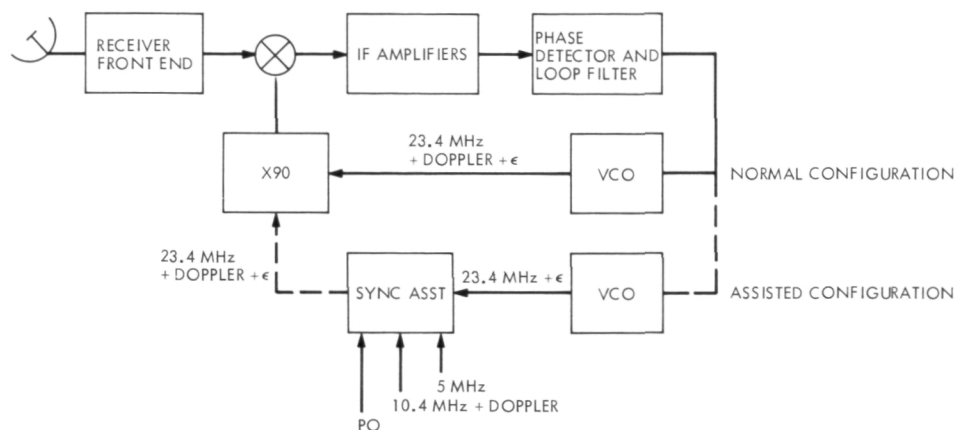 RECEIVER
FRONT END
IF AMPLIFIERS
PHASE
DETECTOR AND
LOOP FILTER
23.4 MHz
+ DOPPLER + ϵ
X90
VCO
NORMAL CONFIGURATION
23.4 MHz
+ DOPPLER + ϵ
SYNC ASST
23.4 MHz + ϵ
VCO
ASSISTED CONFIGURATION
5 MHz
10.4 MHz + DOPPLER
PO